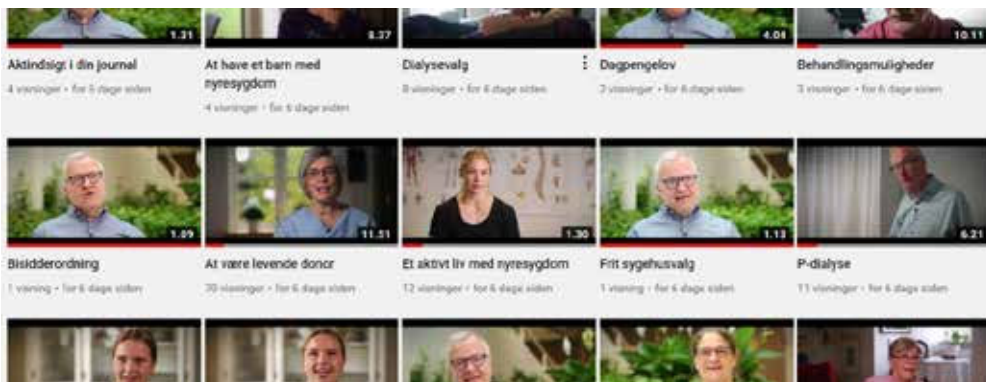 1.31
8.37
4.04
10.11
Aktindsigt i din journal
At have et barn med
nyresygdom
Dialysevalg
Dagpengelov
Behandlingsmuligheder
4 visninger • for 5 dage siden
4 visninger • for 6 dage siden
8 visninger • for 6 dage siden
2 visninger • for 6 dage siden
3 visninger • for 6 dage siden
1.09
11.51
1.30
1.13
6.21
Bisidderordning
At være levende donor
Et aktivt liv med nyresygdom
Frit sygehusvalg
P-dialyse
1 visning • for 6 dage siden
20 visninger • for 6 dage siden
12 visninger • for 6 dage siden
1 visning • for 6 dage siden
11 visninger • for 6 dage siden